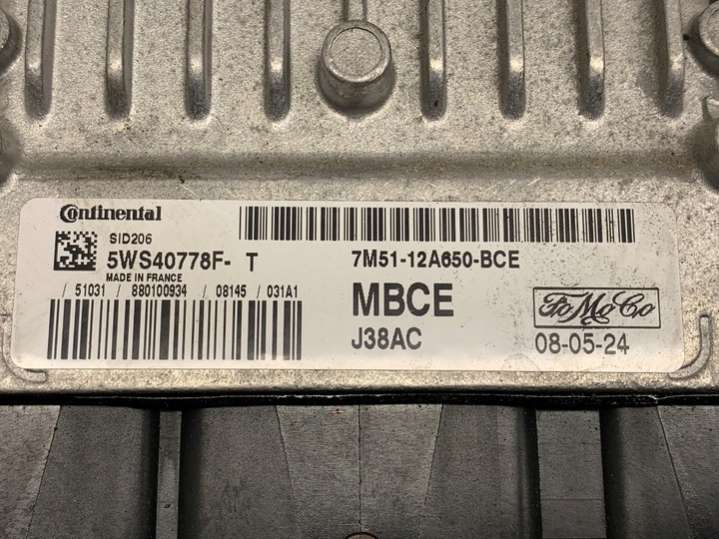 Continental
SID206
5WS40778F- T
MADE IN FRANCE
/ 51031 / 880100934 / 08145 / 031A1
7M51-12A650-BCE
MBCE
J38AC
FoMoCo
08-05-24